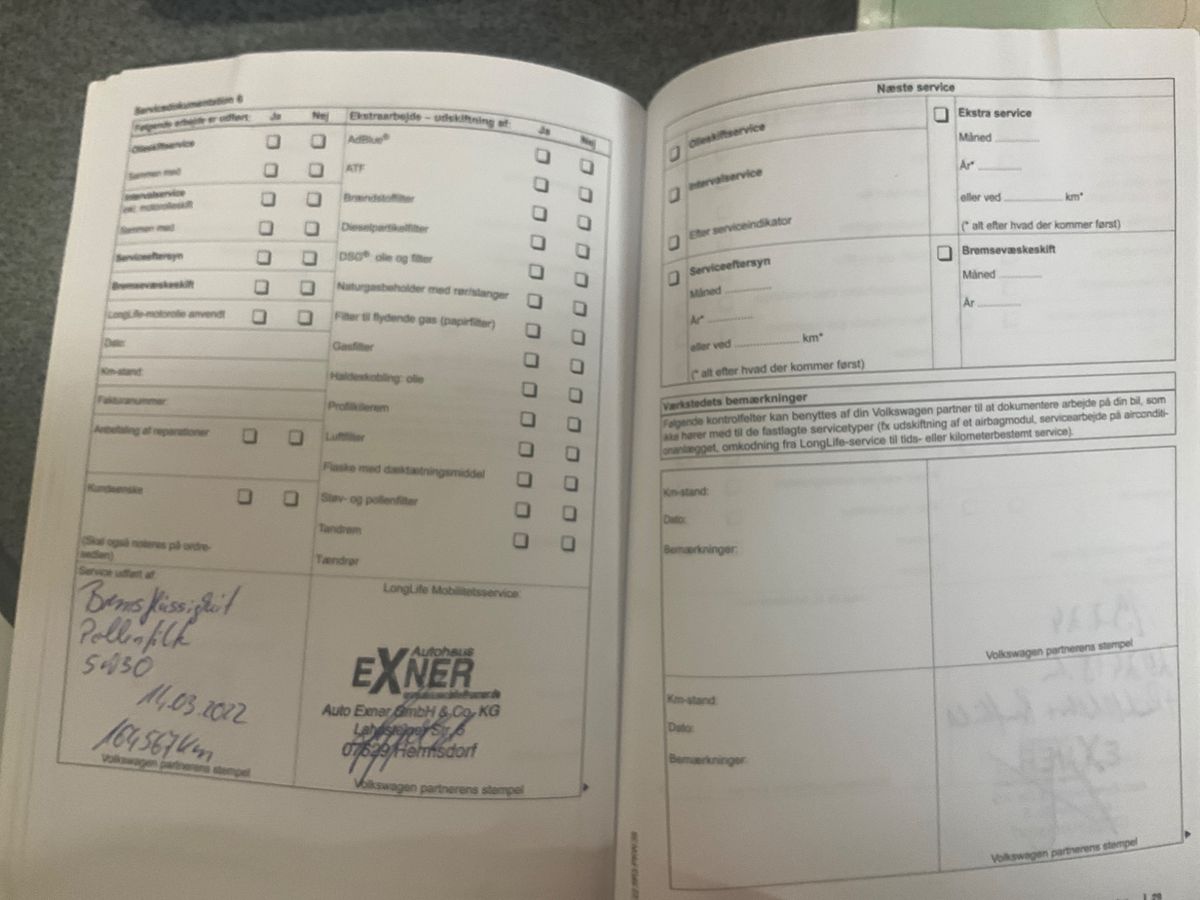 Servicedokumentation 6
Følgende arbejde er udført: Ja Nej
Olieskiftservice
Sammen med
Intervalservice
Sammen med
Serviceeftersyn
Bremsevæskeskift
LongLife-motorolie anvendt
Dato:
Km-stand:
Fakturanummer:
Anbefaling af reparationer
Kundeønske
(Skal også noteres på ordre-
sedlen)
Ekstraarbejde – udskiftning af: Ja Nej
AdBlue®
ATF
Brændstoffilter
Dieselpartikelfilter
DSG® olie og filter
Naturgasbeholder med rør/slanger
Filter til flydende gas (papirfilter)
Gasfilter
Haldexkobling: olie
Profilkilerem
Luftfilter
Flaske med dæktætningsmiddel
Støv- og pollenfilter
Tandrem
Tændrør
Service udført af:
Bremsflüssigkeit
5W30
14.03.2022
164567 km
Volkswagen partnerens stempel
LongLife Mobilitetsservice:
Autohaus
EXNER
Auto Exner GmbH & Co. KG
Lahnsteiner Str. 6
07629 Hermsdorf
Volkswagen partnerens stempel
Næste service
Olieskiftservice
Intervalservice
Efter serviceindikator
Serviceeftersyn
Måned
År*
eller ved km*
(* alt efter hvad der kommer først)
Ekstra service
Måned
År*
eller ved km*
(* alt efter hvad der kommer først)
Bremsevæskeskift
Måned
År
Værkstedets bemærkninger
Følgende kontrolfelter kan benyttes af din Volkswagen partner til at dokumentere arbejde på din bil, som
ikke hører med til de fastlagte servicetyper (fx udskiftning af et airbagmodul, servicearbejde på airconditi-
onanlægget, omkodning fra LongLife-service til tids- eller kilometerbestemt service).
Km-stand:
Dato:
Bemærkninger:
Volkswagen partnerens stempel
Km-stand:
Dato:
Bemærkninger:
Volkswagen partnerens stempel